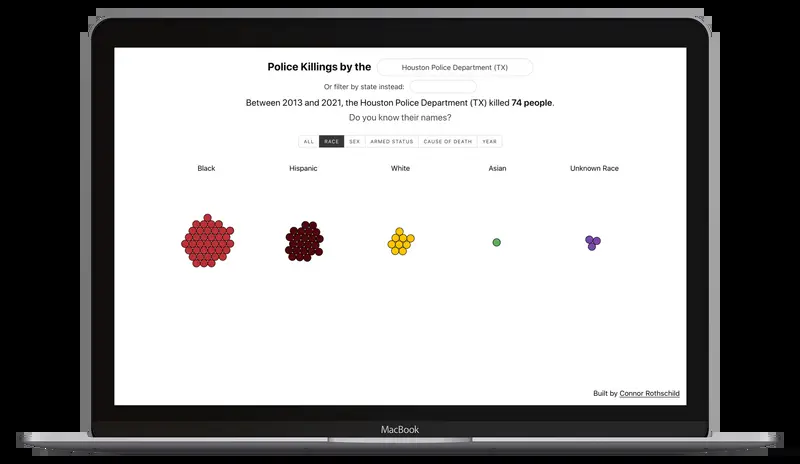 Police Killings by the Houston Police Department (TX)
Or filter by state instead:
Between 2013 and 2021, the Houston Police Department (TX) killed 74 people.
Do you know their names?
ALL RACE SEX ARMED STATUS CAUSE OF DEATH YEAR
Black Hispanic White Asian Unknown Race
Built by Connor Rothschild
MacBook